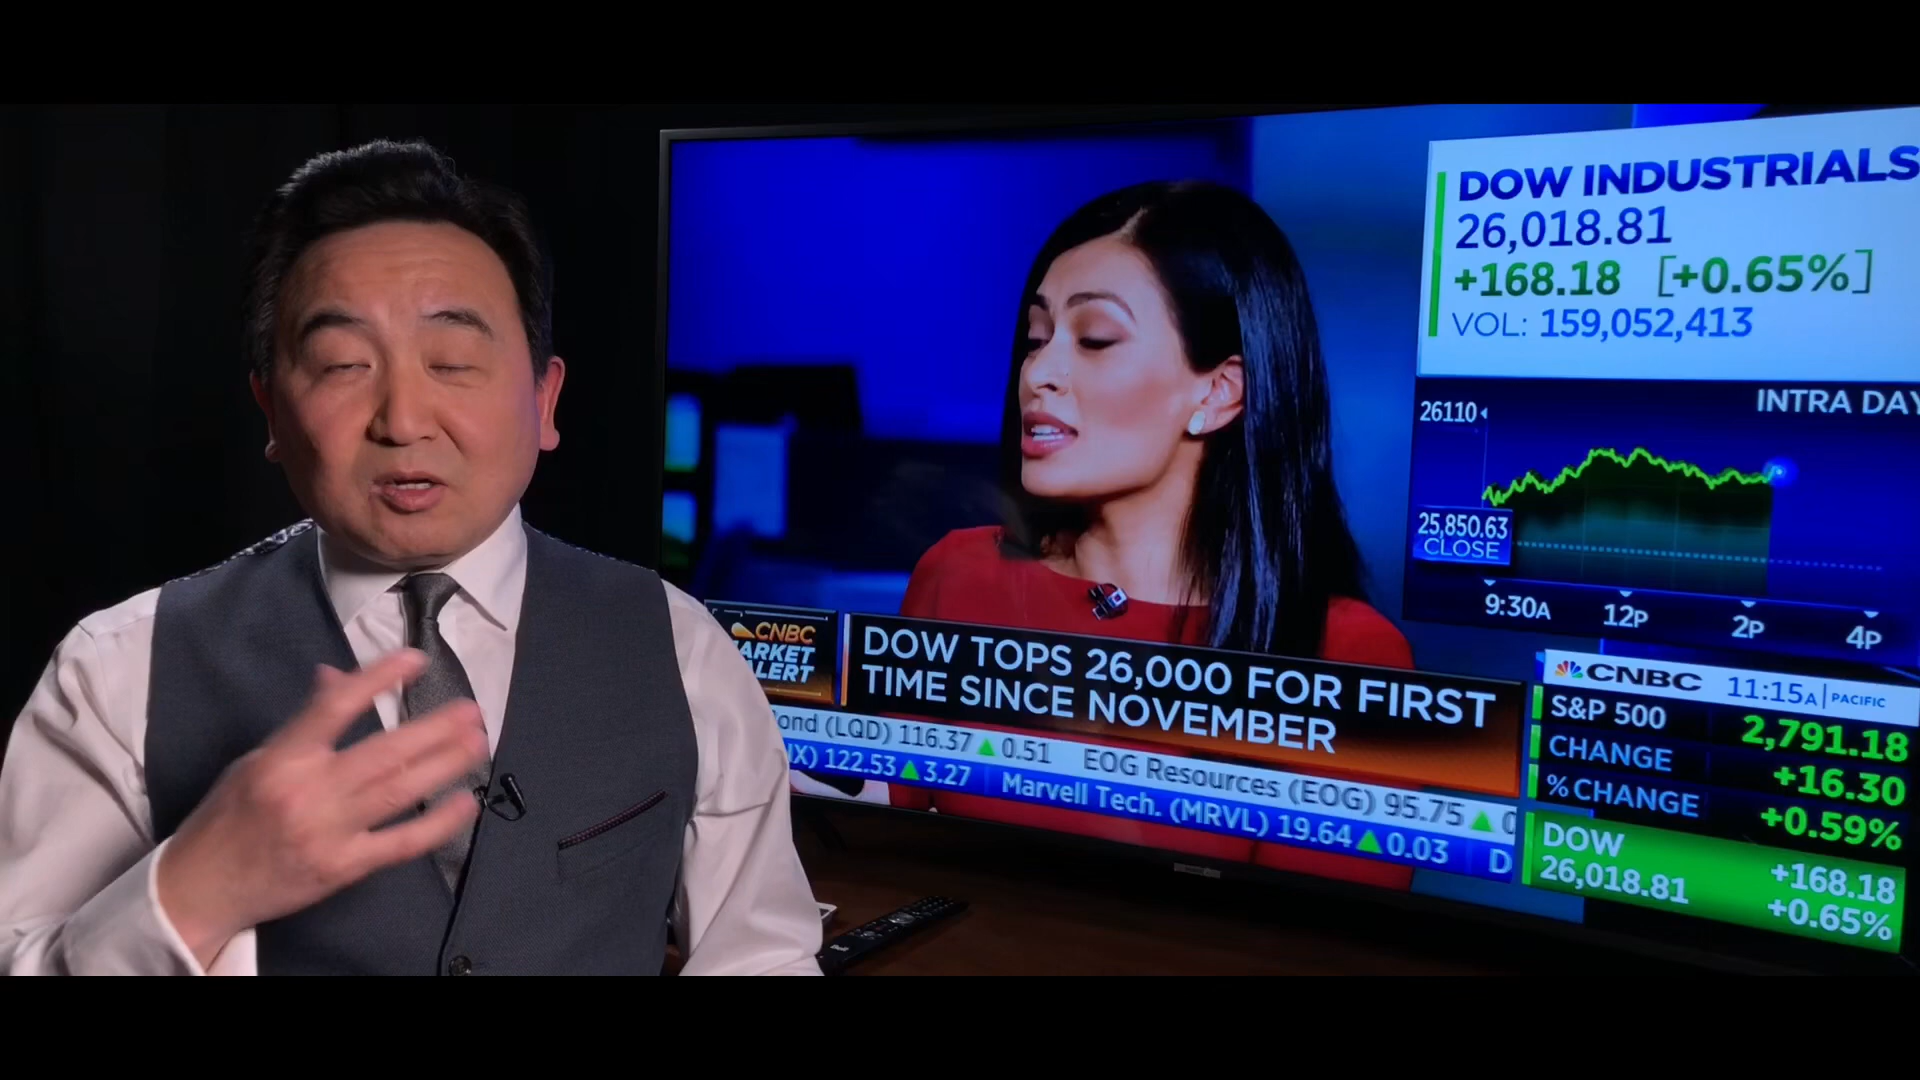 DOW INDUSTRIALS
26,018.81
+168.18 [+0.65%]
VOL: 159,052,413
INTRA DAY
26110
25,850.63
CLOSE
9:30A 12P 2P 4P
CNBC
MARKET
ALERT
DOW TOPS 26,000 FOR FIRST
TIME SINCE NOVEMBER
(LQD) 116.37 ▲ 0.51 EOG Resources (EOG) 95.75 ▲
122.53 ▲ 3.27 Marvell Tech. (MRVL) 19.64 ▲ 0.03 D
CNBC 11:15A | PACIFIC
S&P 500 2,791.18
CHANGE +16.30
% CHANGE +0.59%
DOW +168.18
26,018.81 +0.65%